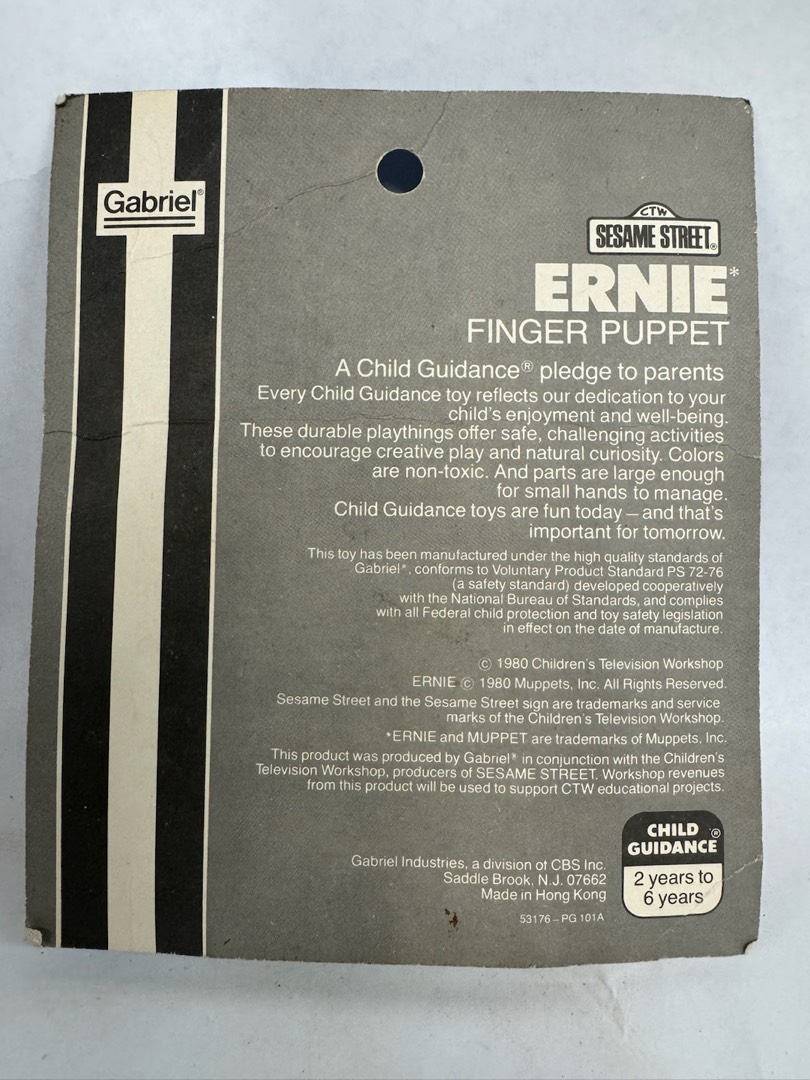 Gabriel®
CTW
SESAME STREET®
ERNIE*
FINGER PUPPET
A Child Guidance® pledge to parents
Every Child Guidance toy reflects our dedication to your
child's enjoyment and well-being.
These durable playthings offer safe, challenging activities
to encourage creative play and natural curiosity. Colors
are non-toxic. And parts are large enough
for small hands to manage.
Child Guidance toys are fun today – and that's
important for tomorrow.
This toy has been manufactured under the high quality standards of
Gabriel®, conforms to Voluntary Product Standard PS 72-76
(a safety standard) developed cooperatively
with the National Bureau of Standards, and complies
with all Federal child protection and toy safety legislation
in effect on the date of manufacture.
© 1980 Children's Television Workshop
ERNIE © 1980 Muppets, Inc. All Rights Reserved.
Sesame Street and the Sesame Street sign are trademarks and service
marks of the Children's Television Workshop.
*ERNIE and MUPPET are trademarks of Muppets, Inc.
This product was produced by Gabriel® in conjunction with the Children's
Television Workshop, producers of SESAME STREET. Workshop revenues
from this product will be used to support CTW educational projects.
Gabriel Industries, a division of CBS Inc.
Saddle Brook, N.J. 07662
Made in Hong Kong
53176 – PG 101A
CHILD ®
GUIDANCE
2 years to
6 years